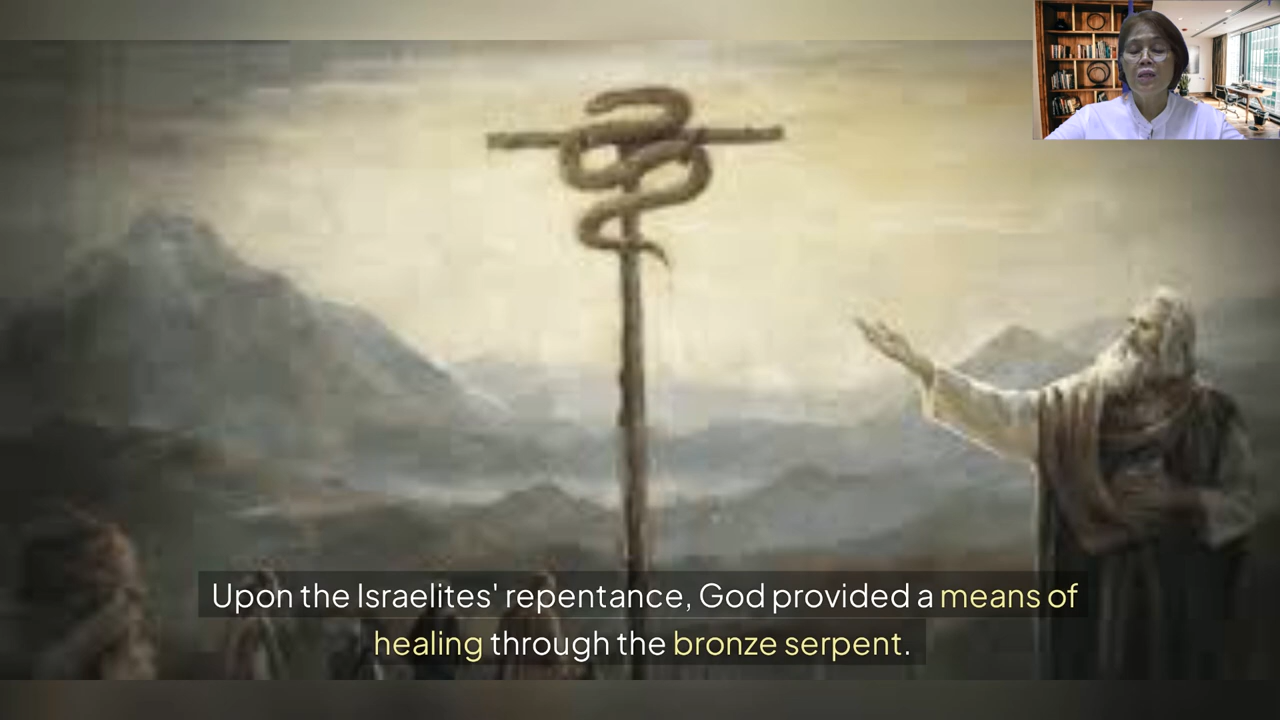 Upon the Israelites' repentance, God provided a means of
healing through the bronze serpent.